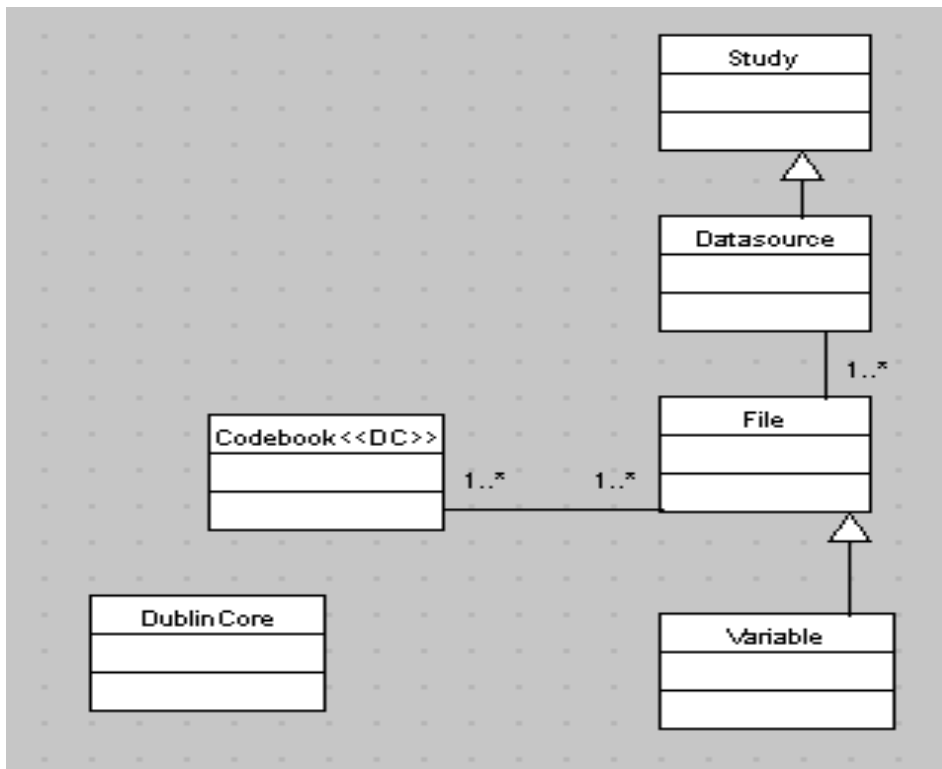 Study
Datasource
1..*
File
Codebook<<DC>>
1..* 1..*
Dublin Core
Variable